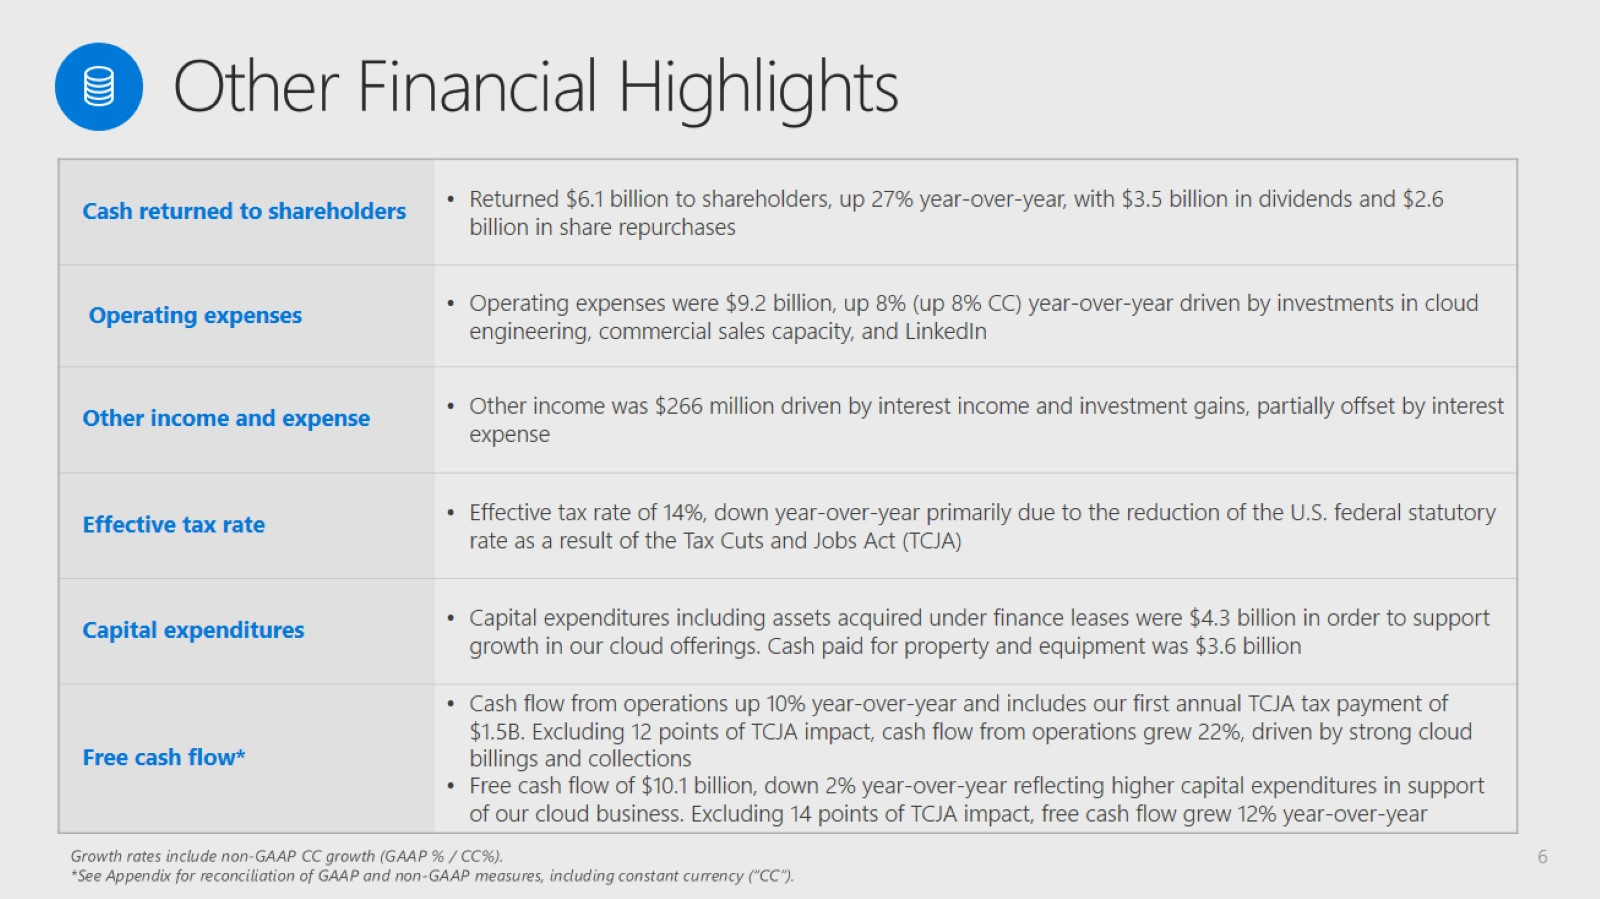 Other Financial Highlights
Cash returned to shareholders
• Returned $6.1 billion to shareholders, up 27% year-over-year, with $3.5 billion in dividends and $2.6
billion in share repurchases
Operating expenses
• Operating expenses were $9.2 billion, up 8% (up 8% CC) year-over-year driven by investments in cloud
engineering, commercial sales capacity, and LinkedIn
Other income and expense
• Other income was $266 million driven by interest income and investment gains, partially offset by interest
expense
Effective tax rate
• Effective tax rate of 14%, down year-over-year primarily due to the reduction of the U.S. federal statutory
rate as a result of the Tax Cuts and Jobs Act (TCJA)
Capital expenditures
• Capital expenditures including assets acquired under finance leases were $4.3 billion in order to support
growth in our cloud offerings. Cash paid for property and equipment was $3.6 billion
Free cash flow*
• Cash flow from operations up 10% year-over-year and includes our first annual TCJA tax payment of
$1.5B. Excluding 12 points of TCJA impact, cash flow from operations grew 22%, driven by strong cloud
billings and collections
• Free cash flow of $10.1 billion, down 2% year-over-year reflecting higher capital expenditures in support
of our cloud business. Excluding 14 points of TCJA impact, free cash flow grew 12% year-over-year
Growth rates include non-GAAP CC growth (GAAP % / CC%).
*See Appendix for reconciliation of GAAP and non-GAAP measures, including constant currency ("CC").
6